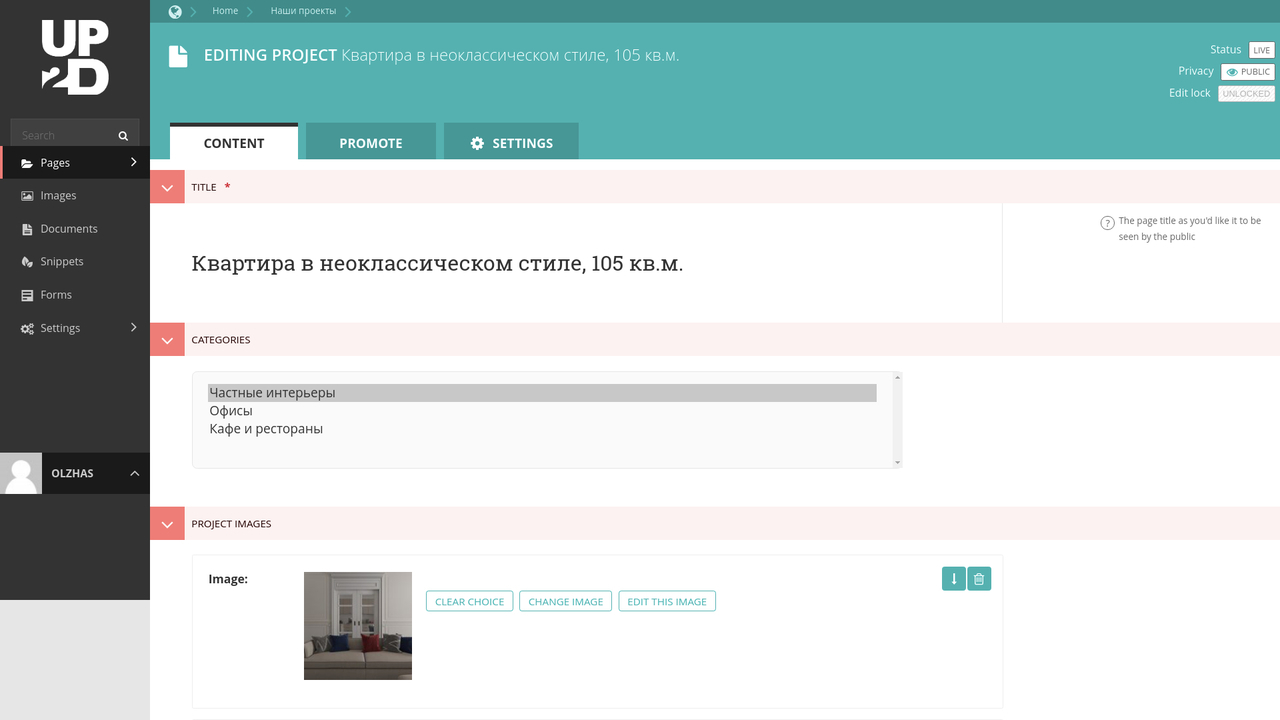 UP
2D
Home
Наши проекты
EDITING PROJECT Квартира в неоклассическом стиле, 105 кв.м.
Status LIVE
Privacy PUBLIC
Edit lock UNLOCKED
Search
Pages
Images
Documents
Snippets
Forms
Settings
OLZHAS
CONTENT
PROMOTE
SETTINGS
TITLE *
Квартира в неоклассическом стиле, 105 кв.м.
? The page title as you'd like it to be
seen by the public
CATEGORIES
Частные интерьеры
Офисы
Кафе и рестораны
PROJECT IMAGES
Image:
CLEAR CHOICE
CHANGE IMAGE
EDIT THIS IMAGE